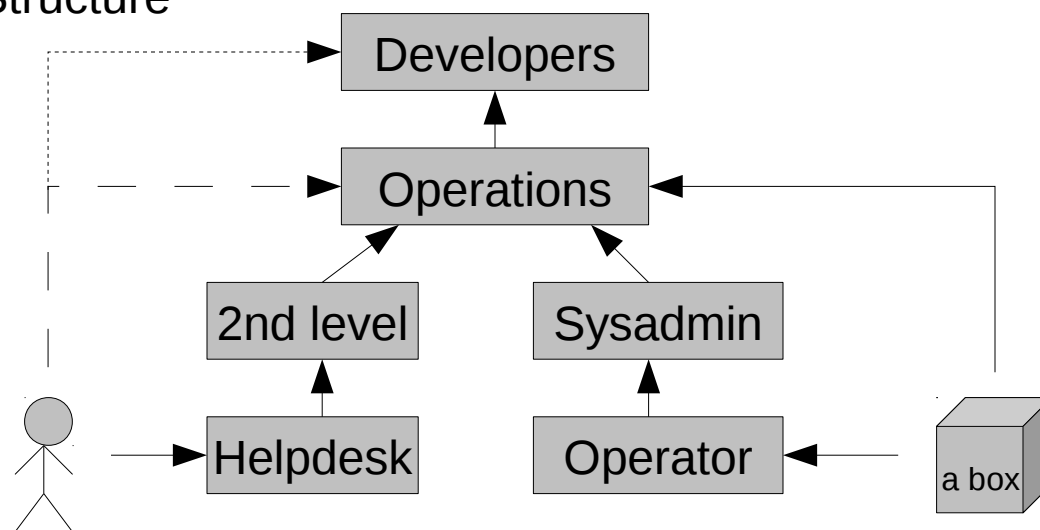 Structure
Developers
Operations
2nd level
Sysadmin
Helpdesk
Operator
a box